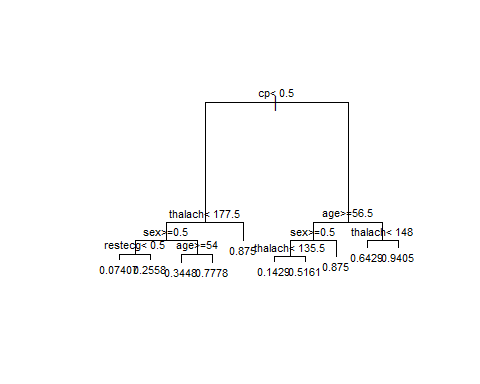 cp< 0.5
thalach< 177.5
age>=56.5
sex>=0.5
sex>=0.5
thalach< 148
restecg< 0.5
age>=54
thalach< 135.5
0.875
0.07407
0.2558
0.3448
0.7778
0.1429
0.5161
0.875
0.6429
0.9405